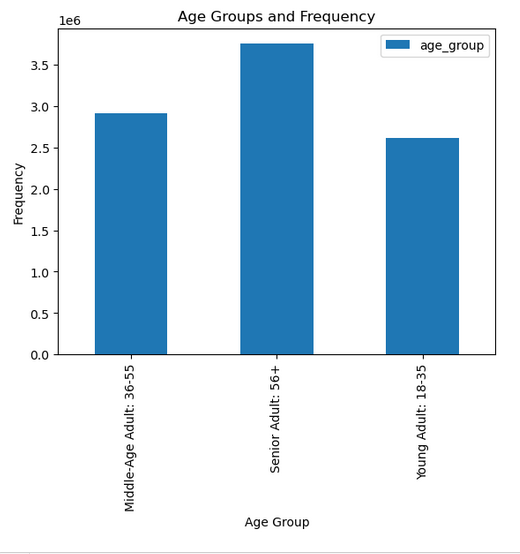 Age Groups and Frequency
1e6
age_group
3.5
3.0
2.5
2.0
1.5
1.0
0.5
0.0
Frequency
Middle-Age Adult: 36-55
Senior Adult: 56+
Young Adult: 18-35
Age Group